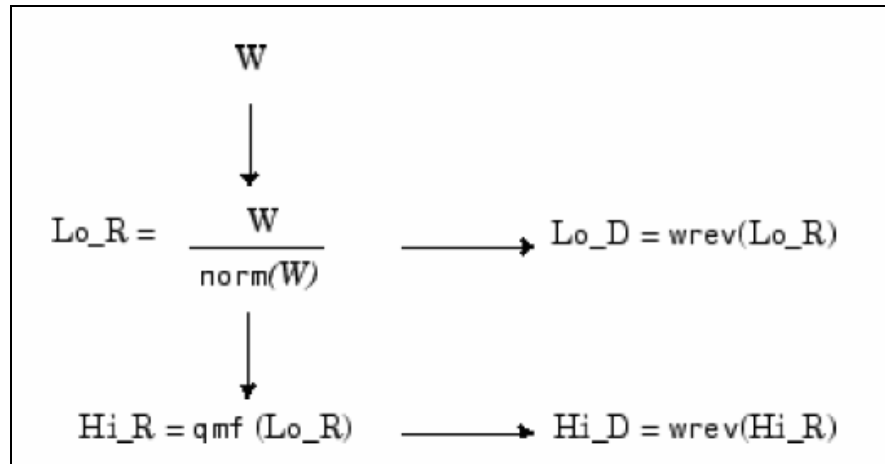 W
Lo_R = W / norm(W)
Lo_D = wrev(Lo_R)
Hi_R = qmf (Lo_R)
Hi_D = wrev(Hi_R)